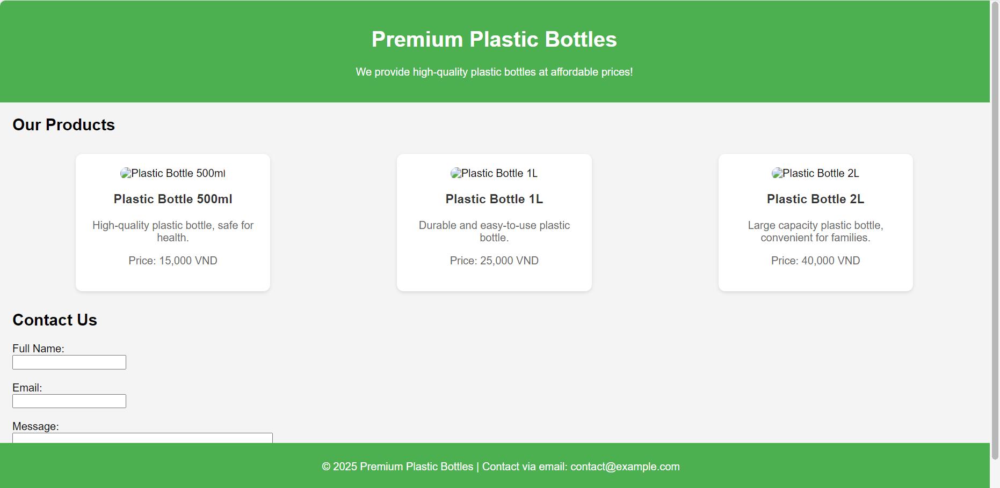 Premium Plastic Bottles
We provide high-quality plastic bottles at affordable prices!
Our Products
Plastic Bottle 500ml
Plastic Bottle 500ml
High-quality plastic bottle, safe for
health.
Price: 15,000 VND
Plastic Bottle 1L
Plastic Bottle 1L
Durable and easy-to-use plastic
bottle.
Price: 25,000 VND
Plastic Bottle 2L
Plastic Bottle 2L
Large capacity plastic bottle,
convenient for families.
Price: 40,000 VND
Contact Us
Full Name:
Email:
Message:
© 2025 Premium Plastic Bottles | Contact via email: contact@example.com